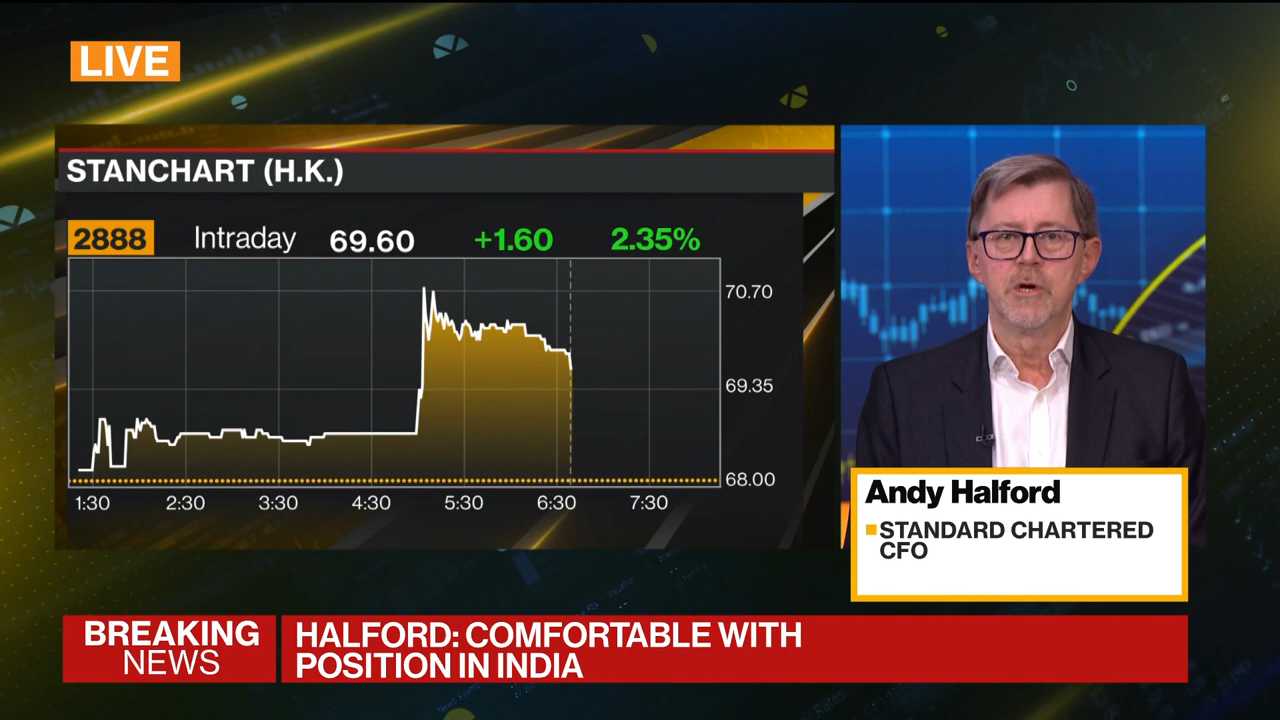 LIVE
STANCHART (H.K.)
2888 Intraday 69.60 +1.60 2.35%
70.70
69.35
68.00
1:30 2:30 3:30 4:30 5:30 6:30 7:30
Andy Halford
STANDARD CHARTERED
CFO
BREAKING
NEWS
HALFORD: COMFORTABLE WITH
POSITION IN INDIA